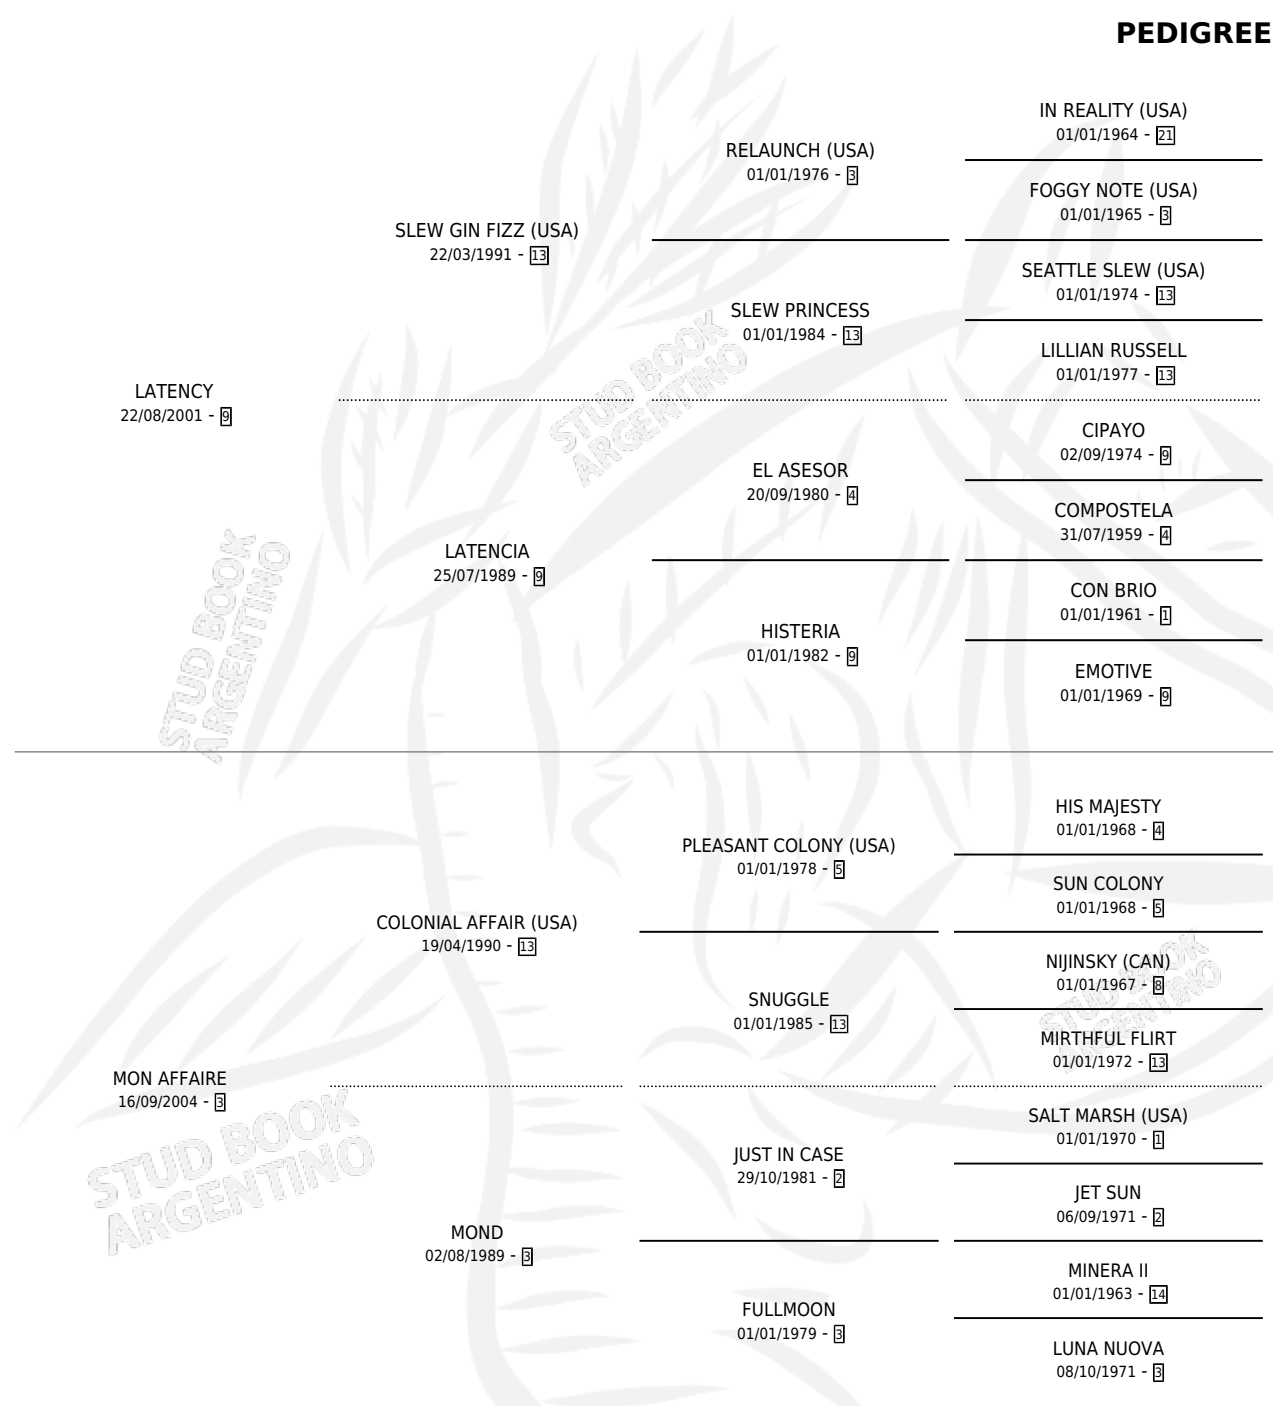 PEDIGREE
IN REALITY (USA)
01/01/1964 - 21
RELAUNCH (USA)
01/01/1976 - 3
FOGGY NOTE (USA)
01/01/1965 - 3
SLEW GIN FIZZ (USA)
22/03/1991 - 13
SEATTLE SLEW (USA)
01/01/1974 - 13
SLEW PRINCESS
01/01/1984 - 13
LILLIAN RUSSELL
01/01/1977 - 13
LATENCY
22/08/2001 - 9
CIPAYO
02/09/1974 - 9
EL ASESOR
20/09/1980 - 4
COMPOSTELA
31/07/1959 - 4
LATENCIA
25/07/1989 - 9
CON BRIO
01/01/1961 - 1
HISTERIA
01/01/1982 - 9
EMOTIVE
01/01/1969 - 9
HIS MAJESTY
01/01/1968 - 4
PLEASANT COLONY (USA)
01/01/1978 - 5
SUN COLONY
01/01/1968 - 5
COLONIAL AFFAIR (USA)
19/04/1990 - 13
NIJINSKY (CAN)
01/01/1967 - 8
SNUGGLE
01/01/1985 - 13
MIRTHFUL FLIRT
01/01/1972 - 13
MON AFFAIRE
16/09/2004 - 3
SALT MARSH (USA)
01/01/1970 - 1
JUST IN CASE
29/10/1981 - 2
JET SUN
06/09/1971 - 2
MOND
02/08/1989 - 3
MINERA II
01/01/1963 - 14
FULLMOON
01/01/1979 - 3
LUNA NUOVA
08/10/1971 - 3
STUD BOOK
ARGENTINO
STUD BOOK
ARGENTINO
STUD BOOK
ARGENTINO
STUD BOOK
ARGENTINO